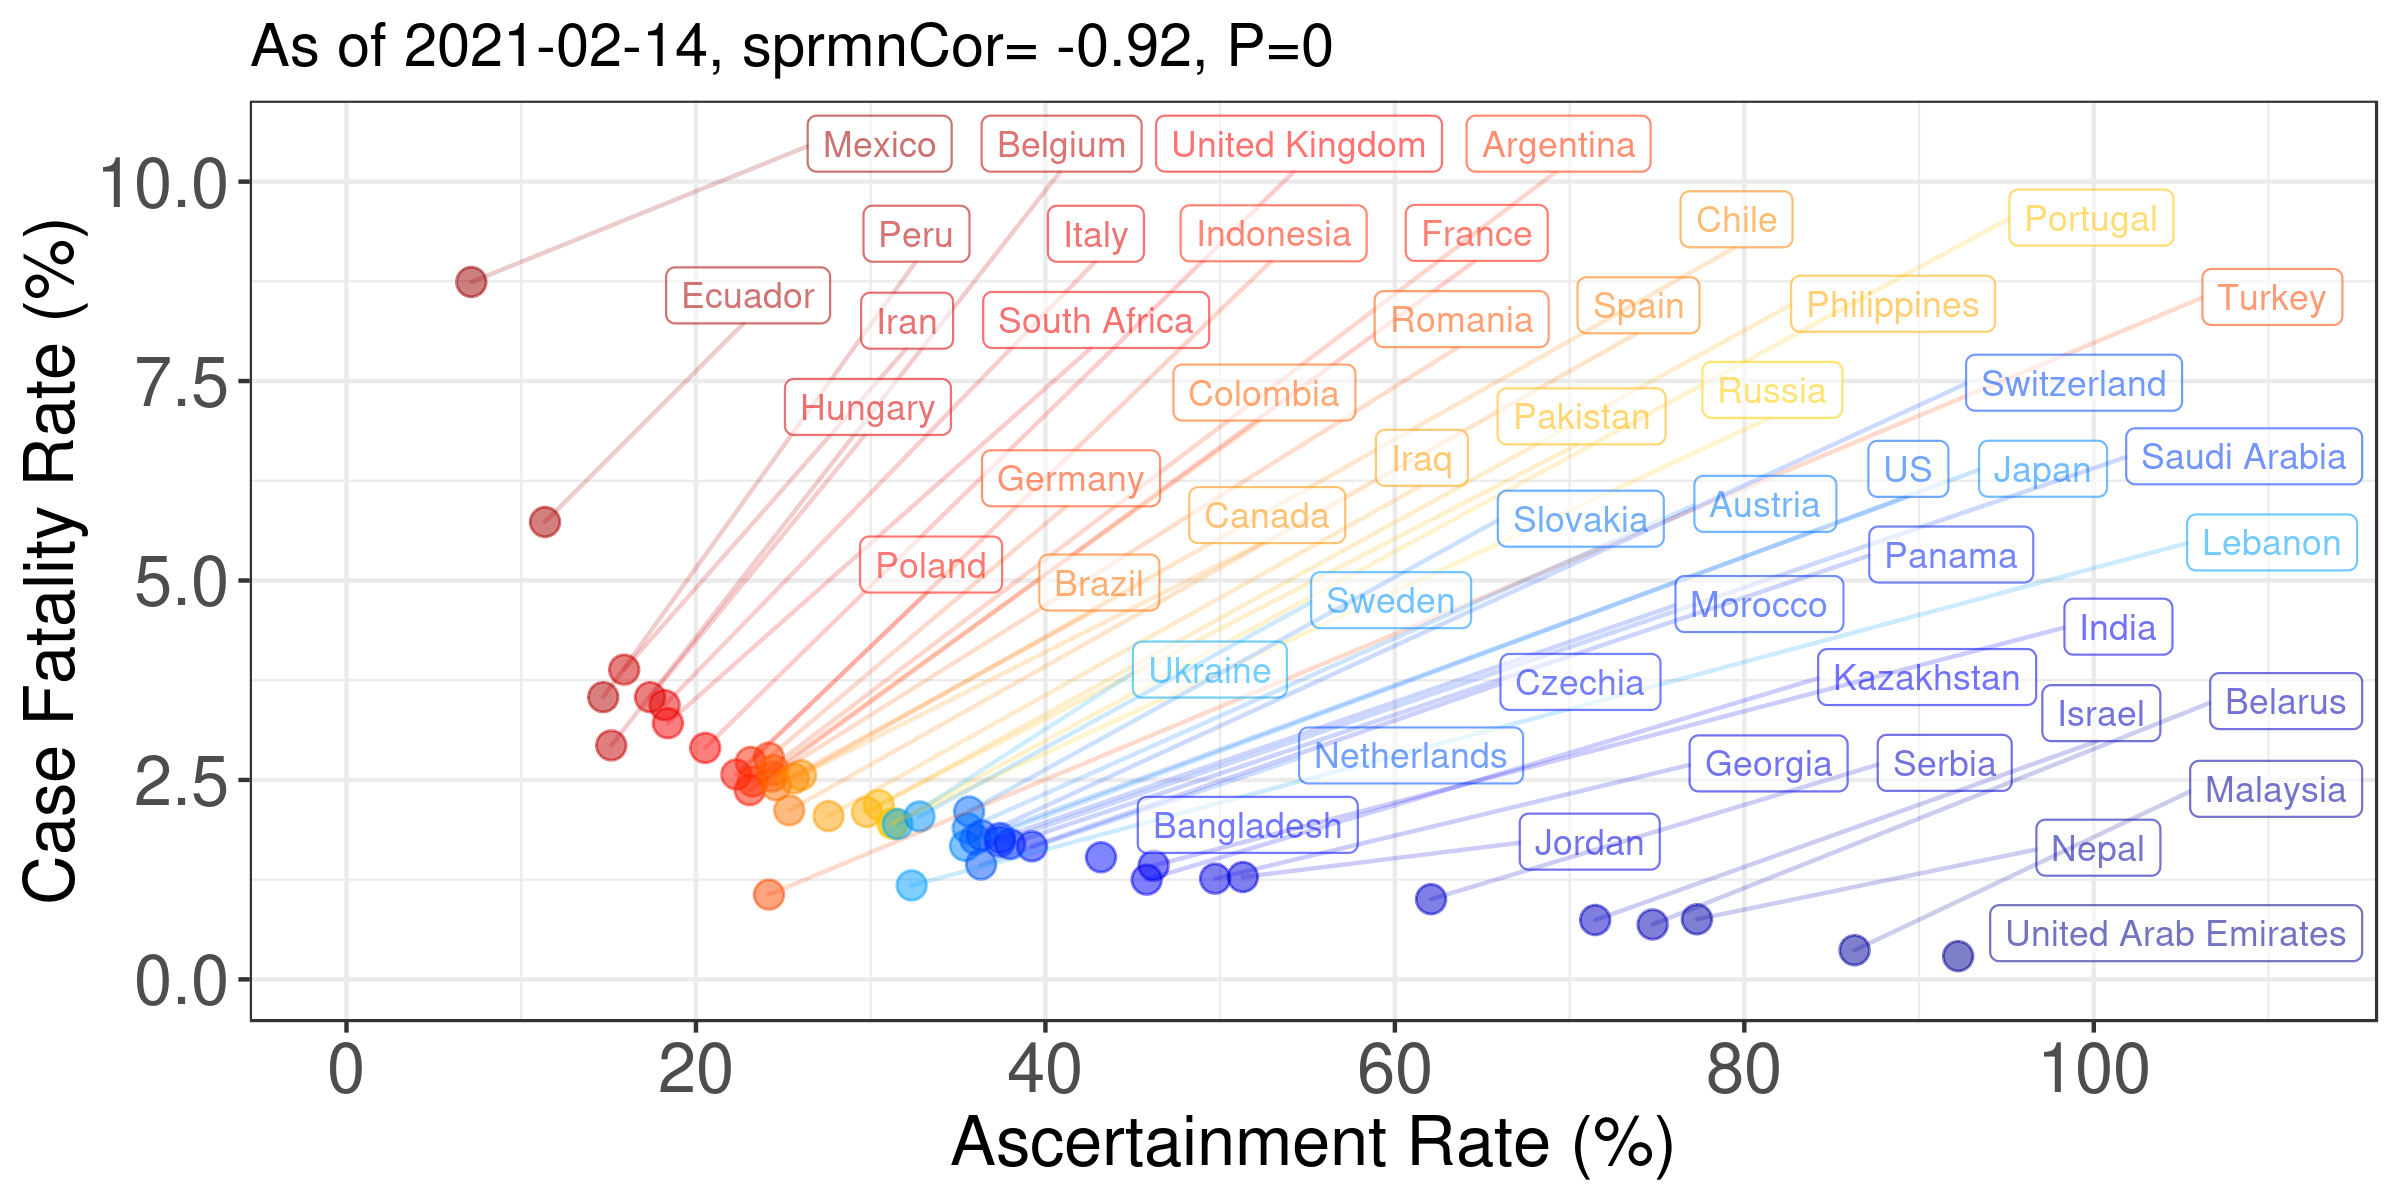 As of 2021-02-14, sprmnCor= -0.92, P=0
Case Fatality Rate (%)
10.0
7.5
5.0
2.5
0.0
Mexico
Belgium
United Kingdom
Argentina
Peru
Italy
Indonesia
France
Chile
Portugal
Ecuador
Iran
South Africa
Romania
Spain
Philippines
Turkey
Hungary
Colombia
Pakistan
Russia
Switzerland
Germany
Iraq
US
Japan
Saudi Arabia
Canada
Slovakia
Austria
Poland
Brazil
Panama
Lebanon
Sweden
Morocco
India
Ukraine
Czechia
Kazakhstan
Israel
Belarus
Netherlands
Georgia
Serbia
Malaysia
Bangladesh
Jordan
Nepal
United Arab Emirates
0
20
40
60
80
100
Ascertainment Rate (%)